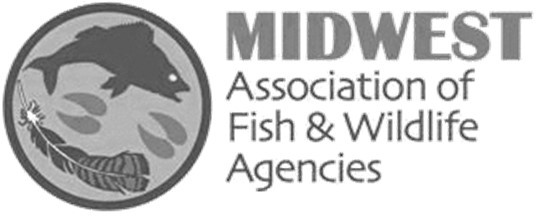 MIDWEST
Association of
Fish & Wildlife
Agencies